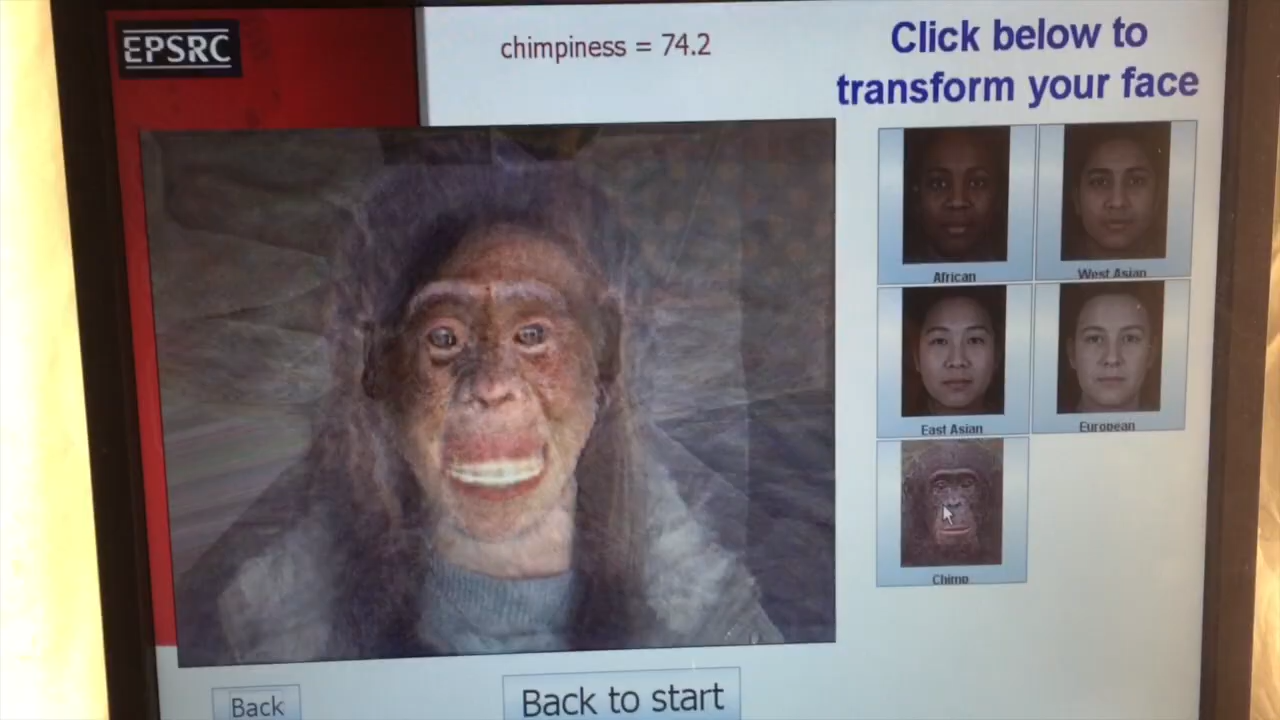 EPSRC
chimpiness = 74.2
Click below to
transform your face
African
West Asian
East Asian
European
Chimp
Back
Back to start